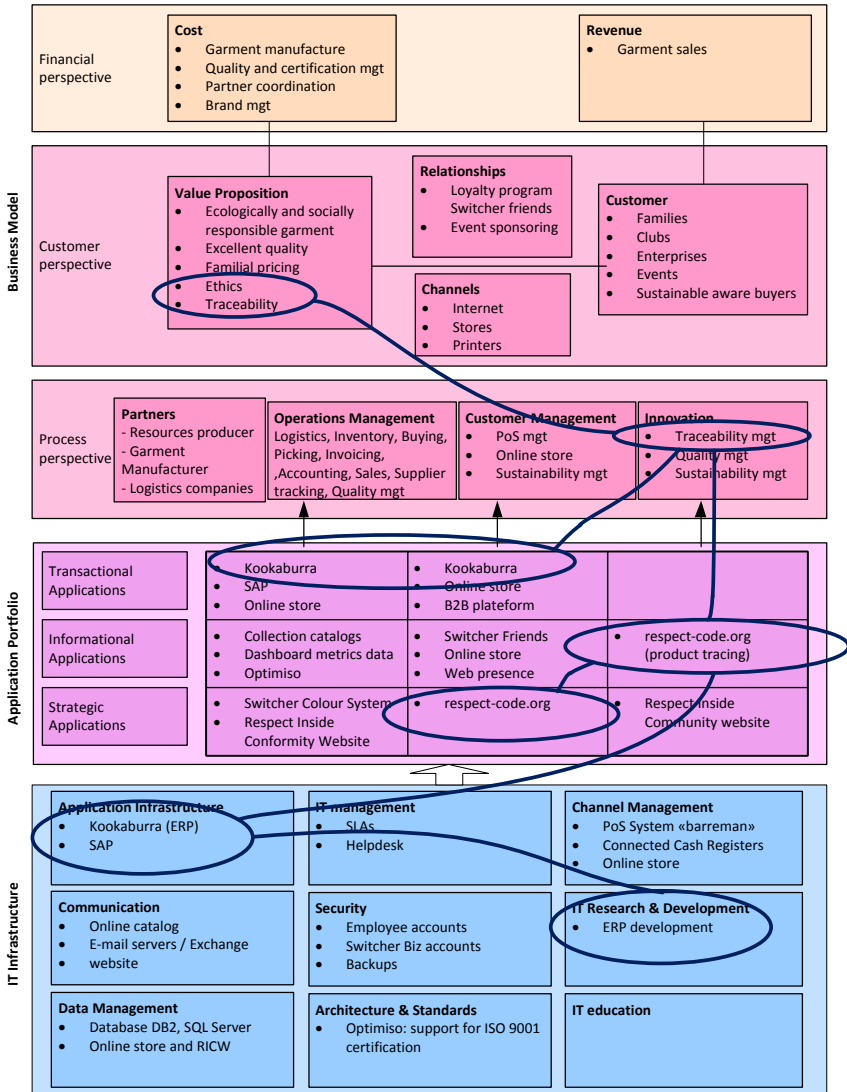 Business Model
Financial
perspective
Cost
• Garment manufacture
• Quality and certification mgt
• Partner coordination
• Brand mgt
Revenue
• Garment sales
Customer
perspective
Value Proposition
• Ecologically and socially
responsible garment
• Excellent quality
• Familial pricing
• Ethics
• Traceability
Relationships
• Loyalty program
Switcher friends
• Event sponsoring
Channels
• Internet
• Stores
• Printers
Customer
• Families
• Clubs
• Enterprises
• Events
• Sustainable aware buyers
Process
perspective
Partners
- Resources producer
- Garment
Manufacturer
- Logistics companies
Operations Management
Logistics, Inventory, Buying,
Picking, Invoicing,
,Accounting, Sales, Supplier
tracking, Quality mgt
Customer Management
• PoS mgt
• Online store
• Sustainability mgt
Innovation
• Traceability mgt
• Quality mgt
• Sustainability mgt
Application Portfolio
Transactional
Applications
• Kookaburra
• SAP
• Online store
• Kookaburra
• Online store
• B2B plateform
Informational
Applications
• Collection catalogs
• Dashboard metrics data
• Optimiso
• Switcher Friends
• Online store
• Web presence
• respect-code.org
(product tracing)
Strategic
Applications
• Switcher Colour System
• Respect Inside
Conformity Website
• respect-code.org
• Respect Inside
Community website
IT Infrastructure
Application Infrastructure
• Kookaburra (ERP)
• SAP
IT management
• SLAs
• Helpdesk
Channel Management
• PoS System «barreman»
• Connected Cash Registers
• Online store
Communication
• Online catalog
• E-mail servers / Exchange
• website
Security
• Employee accounts
• Switcher Biz accounts
• Backups
IT Research & Development
• ERP development
Data Management
• Database DB2, SQL Server
• Online store and RICW
Architecture & Standards
• Optimiso: support for ISO 9001
certification
IT education